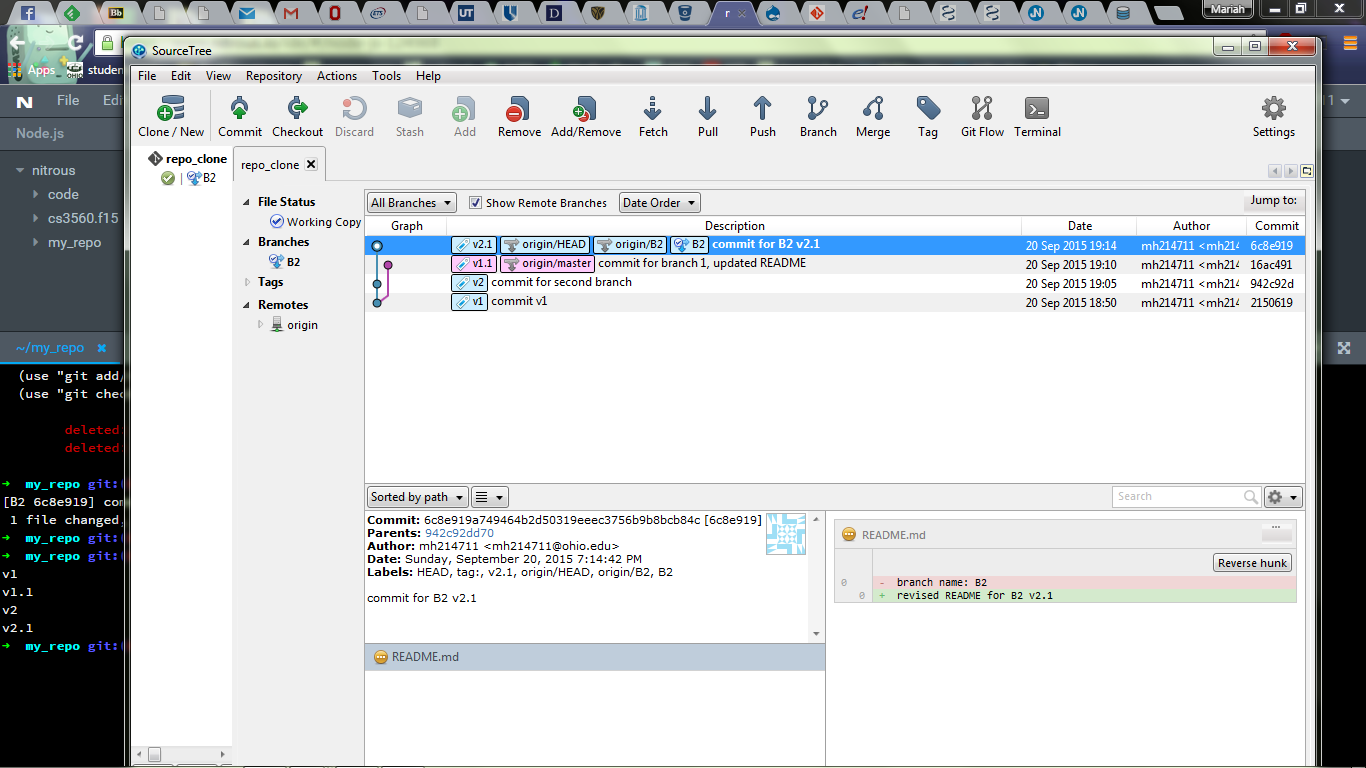 Mariah
SourceTree
Apps
studen
File Edit View Repository Actions Tools Help
N File Edi
Clone / New Commit Checkout Discard Stash Add Remove Add/Remove Fetch Pull Push Branch Merge Tag Git Flow Terminal Settings
Node.js
nitrous
code
cs3560.f15
my_repo
repo_clone
B2
repo_clone
File Status
Working Copy
Branches
B2
Tags
Remotes
origin
All Branches Show Remote Branches Date Order Jump to:
Graph Description Date Author Commit
v2.1 origin/HEAD origin/B2 B2 commit for B2 v2.1 20 Sep 2015 19:14 mh214711 <mh214 6c8e919
v1.1 origin/master commit for branch 1, updated README 20 Sep 2015 19:10 mh214711 <mh214 16ac491
v2 commit for second branch 20 Sep 2015 19:05 mh214711 <mh214 942c92d
v1 commit v1 20 Sep 2015 18:50 mh214711 <mh214 2150619
~/my_repo
(use "git add/
(use "git chec
deleted:
deleted:
my_repo git:(
[B2 6c8e919] com
1 file changed,
my_repo git:(
my_repo git:(
v1
v1.1
v2
v2.1
my_repo git:(
Sorted by path Search
Commit: 6c8e919a749464b2d50319eeec3756b9b8bcb84c [6c8e919]
Parents: 942c92dd70
Author: mh214711 <mh214711@ohio.edu>
Date: Sunday, September 20, 2015 7:14:42 PM
Labels: HEAD, tag:, v2.1, origin/HEAD, origin/B2, B2
commit for B2 v2.1
README.md
README.md
Reverse hunk
0 - branch name: B2
0 + revised README for B2 v2.1